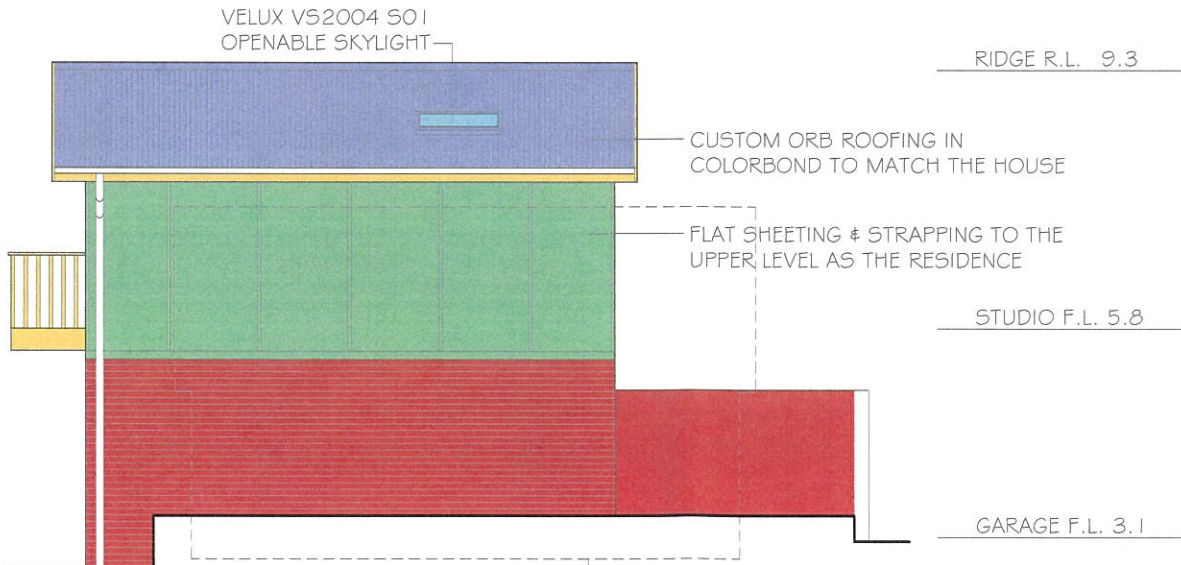 VELUX VS2004 S01
OPENABLE SKYLIGHT
RIDGE R.L. 9.3
CUSTOM ORB ROOFING IN
COLORBOND TO MATCH THE HOUSE
FLAT SHEETING & STRAPPING TO THE
UPPER LEVEL AS THE RESIDENCE
STUDIO F.L. 5.8
GARAGE F.L. 3.1